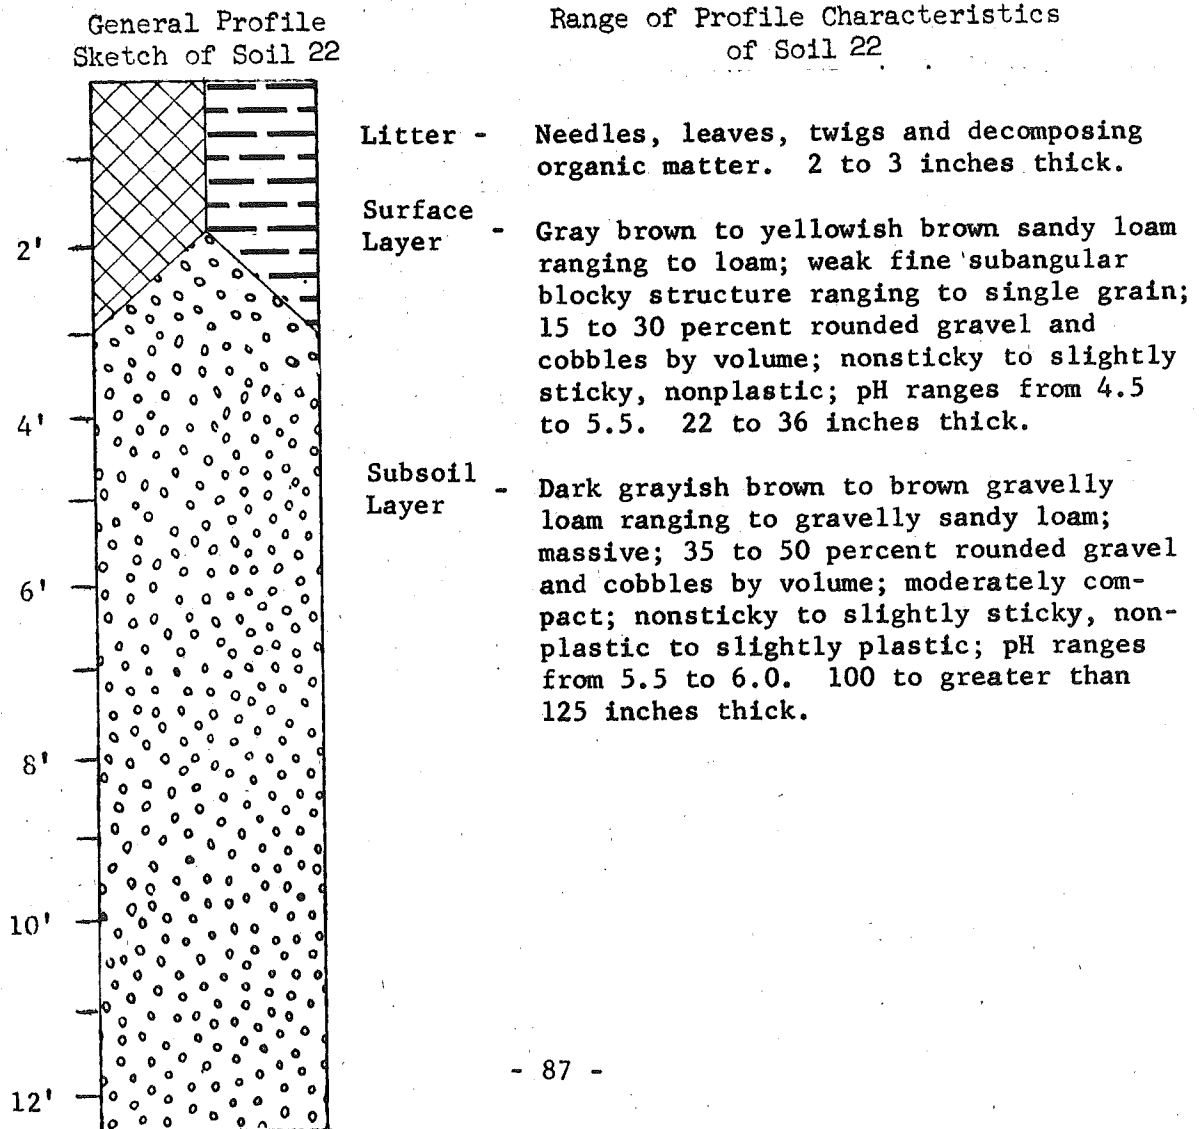 General Profile
Sketch of Soil 22
Range of Profile Characteristics
of Soil 22
Litter - Needles, leaves, twigs and decomposing
organic matter. 2 to 3 inches thick.
Surface
Layer - Gray brown to yellowish brown sandy loam
ranging to loam; weak fine subangular
blocky structure ranging to single grain;
15 to 30 percent rounded gravel and
cobbles by volume; nonsticky to slightly
sticky, nonplastic; pH ranges from 4.5
to 5.5. 22 to 36 inches thick.
Subsoil
Layer - Dark grayish brown to brown gravelly
loam ranging to gravelly sandy loam;
massive; 35 to 50 percent rounded gravel
and cobbles by volume; moderately com-
pact; nonsticky to slightly sticky, non-
plastic to slightly plastic; pH ranges
from 5.5 to 6.0. 100 to greater than
125 inches thick.
2'
4'
6'
8'
10'
12'
- 87 -